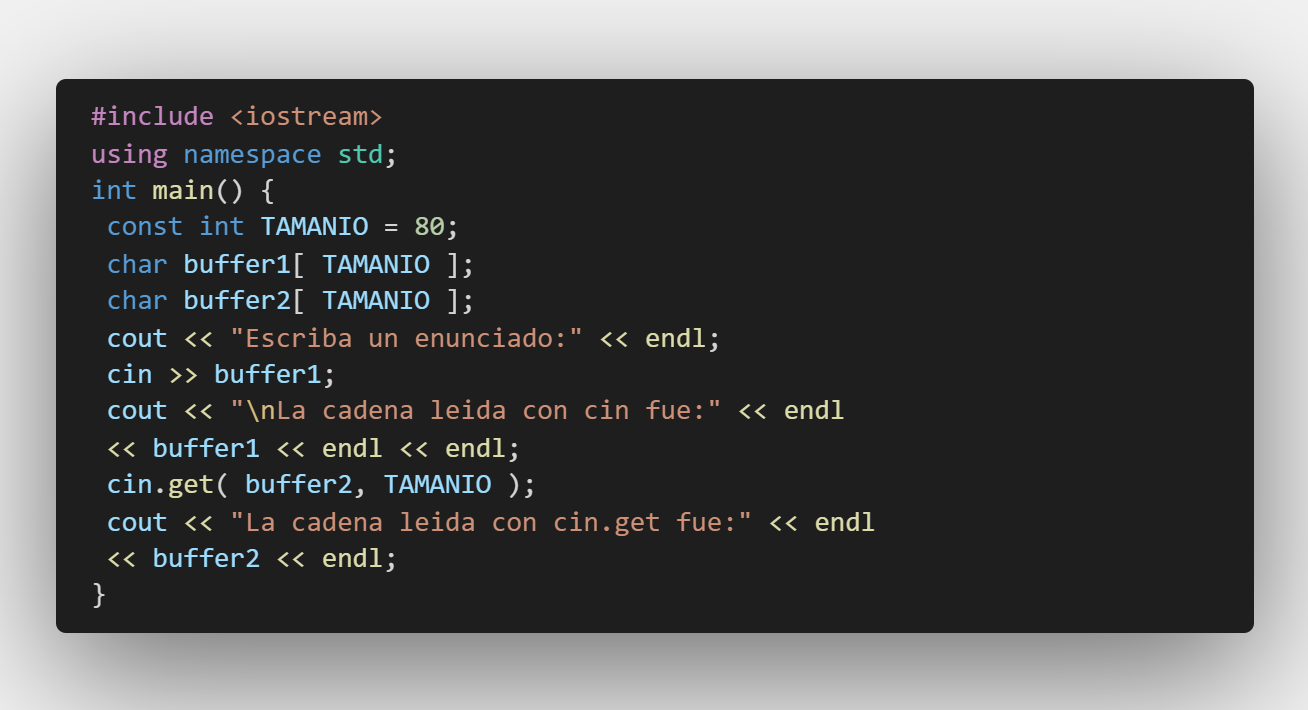 #include <iostream>
using namespace std;
int main() {
 const int TAMANIO = 80;
 char buffer1[ TAMANIO ];
 char buffer2[ TAMANIO ];
 cout << "Escriba un enunciado:" << endl;
 cin >> buffer1;
 cout << "\nLa cadena leida con cin fue:" << endl
 << buffer1 << endl << endl;
 cin.get( buffer2, TAMANIO );
 cout << "La cadena leida con cin.get fue:" << endl
 << buffer2 << endl;
}